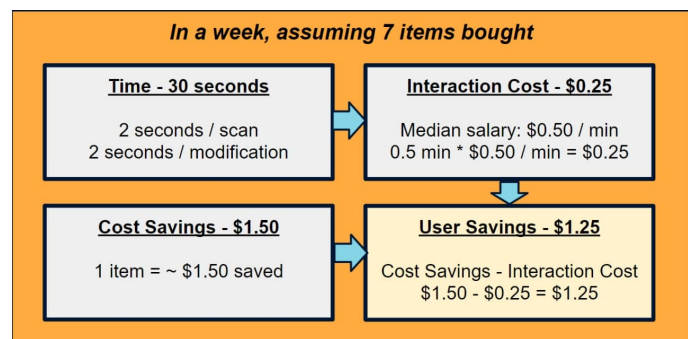 In a week, assuming 7 items bought
Time - 30 seconds
2 seconds / scan
2 seconds / modification
Interaction Cost - $0.25
Median salary: $0.50 / min
0.5 min * $0.50 / min = $0.25
Cost Savings - $1.50
1 item = ~ $1.50 saved
User Savings - $1.25
Cost Savings - Interaction Cost
$1.50 - $0.25 = $1.25